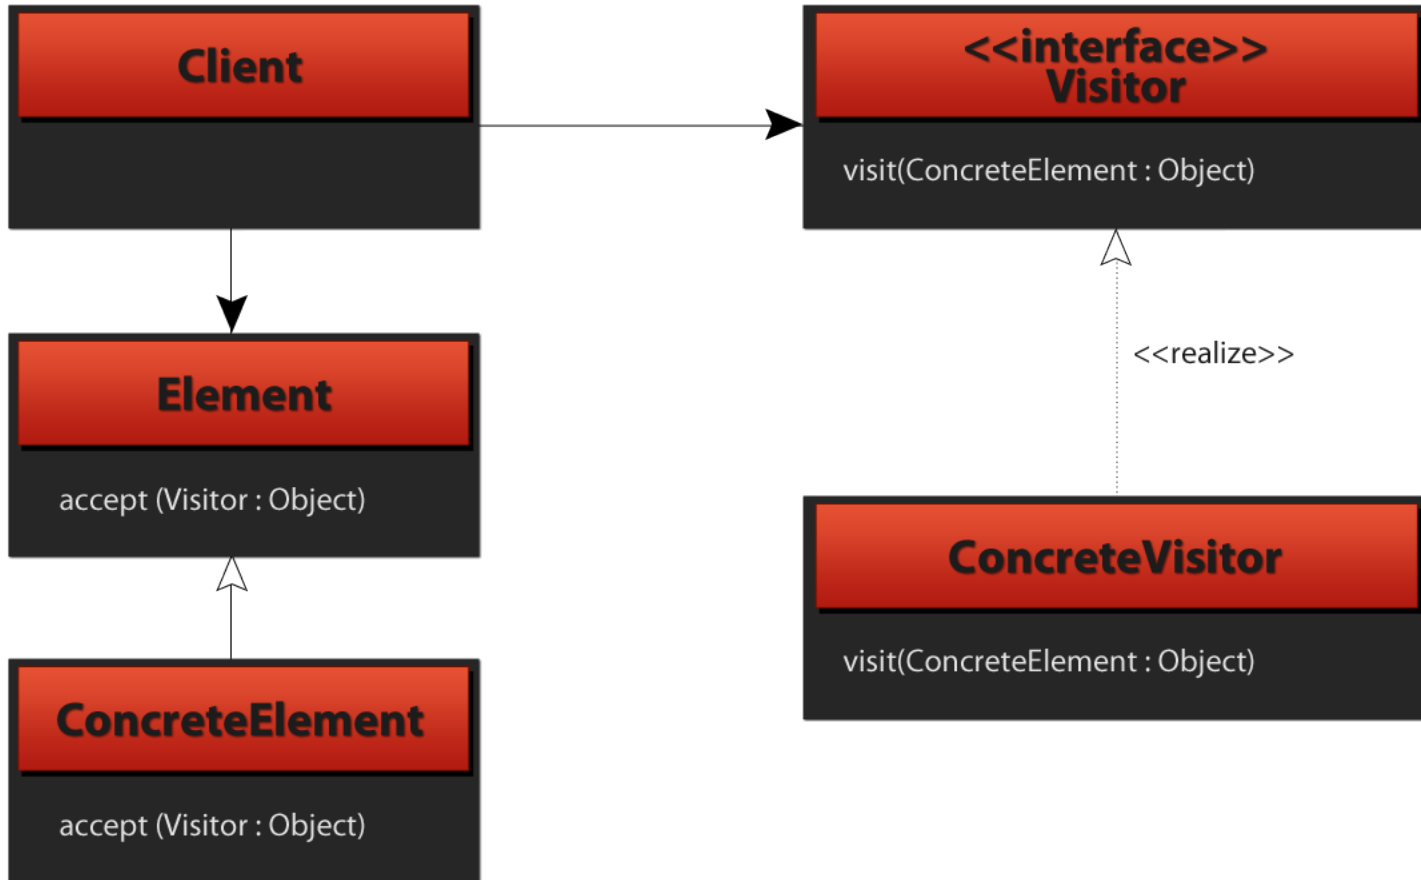 Client
<<interface>>
Visitor
visit(ConcreteElement : Object)
Element
accept (Visitor : Object)
<<realize>>
ConcreteVisitor
visit(ConcreteElement : Object)
ConcreteElement
accept (Visitor : Object)